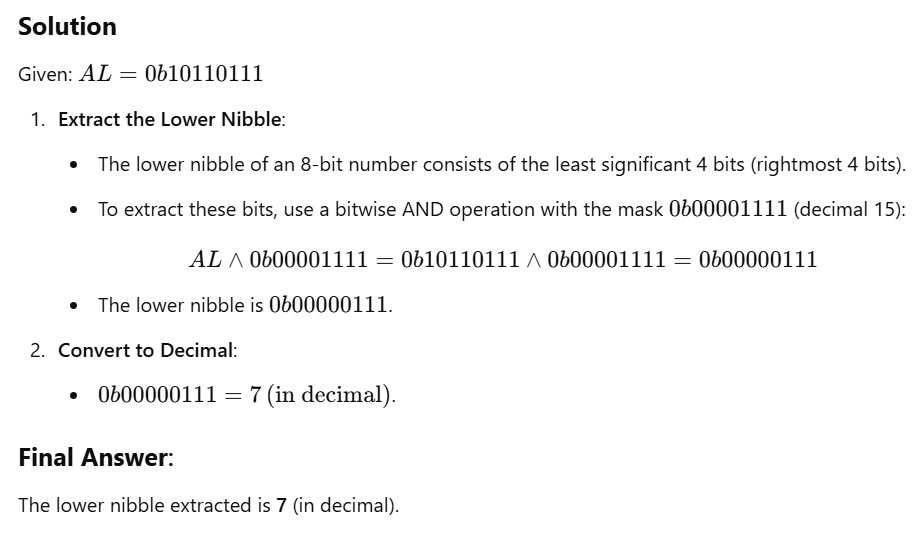 Solution
Given: AL = 0b10110111
1. Extract the Lower Nibble:
• The lower nibble of an 8-bit number consists of the least significant 4 bits (rightmost 4 bits).
• To extract these bits, use a bitwise AND operation with the mask 0b00001111 (decimal 15):
AL ∧ 0b00001111 = 0b10110111 ∧ 0b00001111 = 0b00000111
• The lower nibble is 0b00000111.
2. Convert to Decimal:
• 0b00000111 = 7 (in decimal).
Final Answer:
The lower nibble extracted is 7 (in decimal).